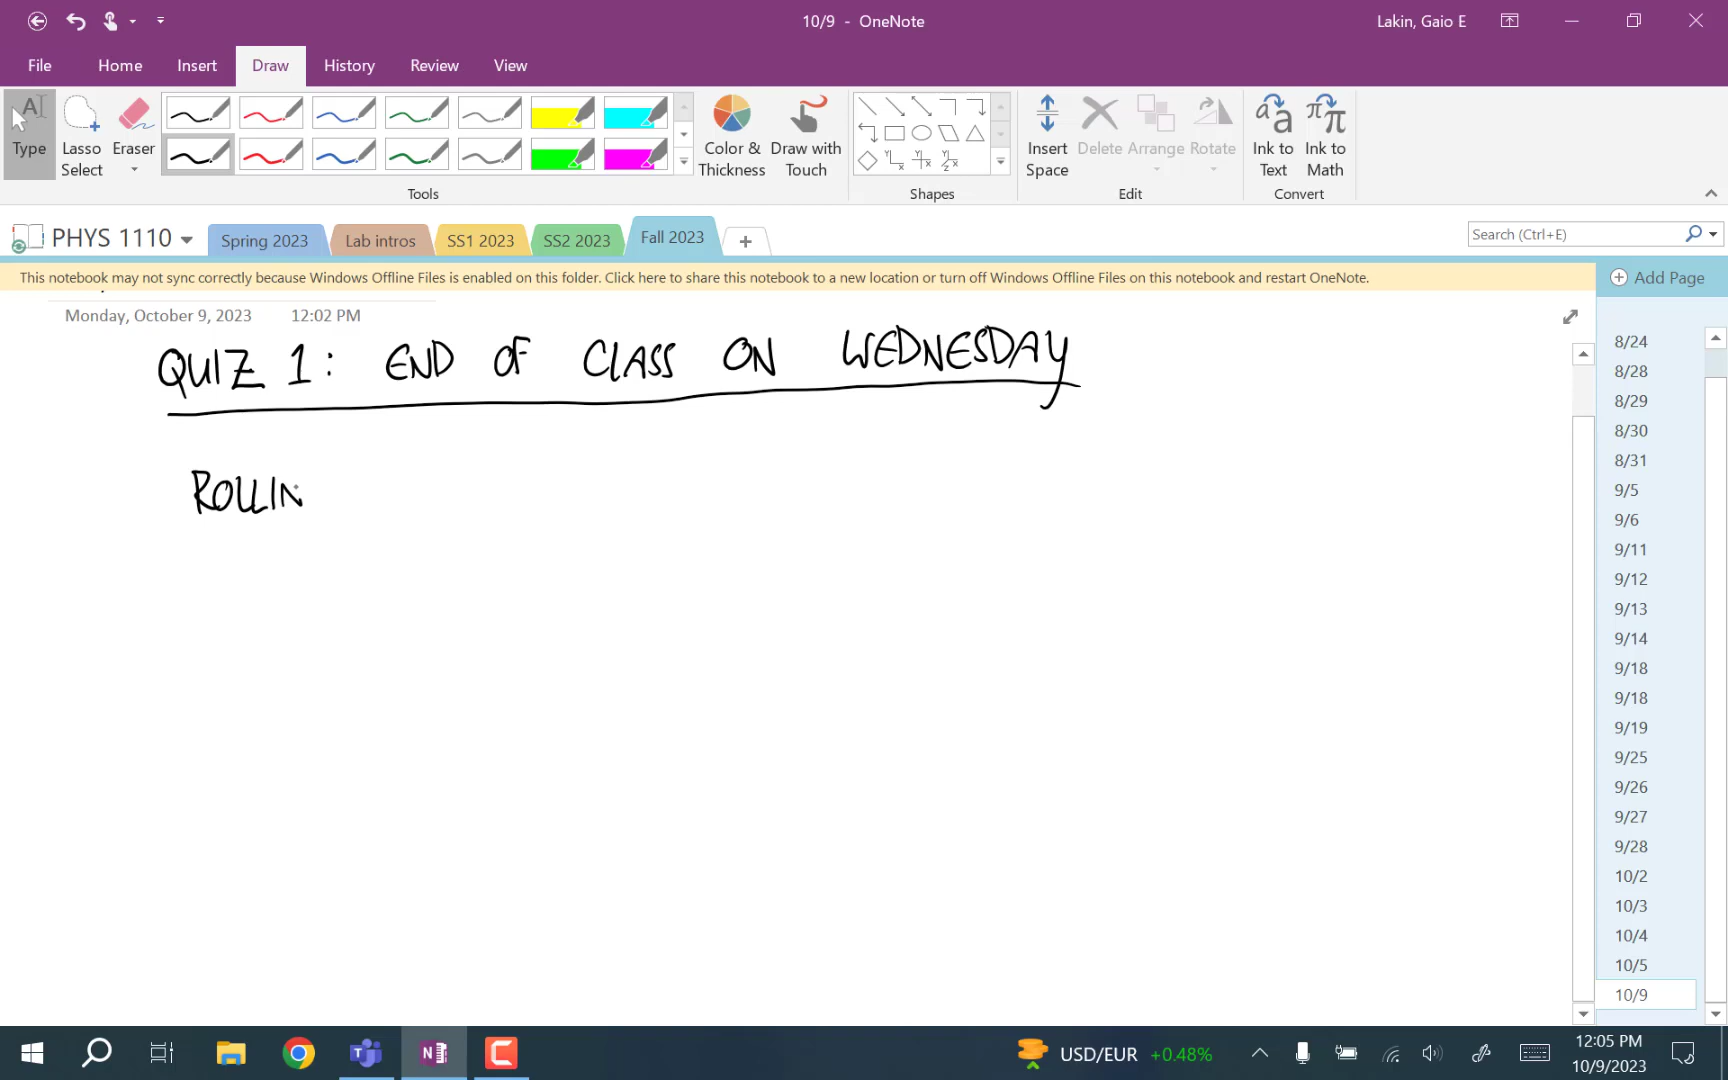 10/9 - OneNote
Lakin, Gaio E
File Home Insert Draw History Review View
Type
Lasso Select
Eraser
Color & Thickness
Draw with Touch
Insert Space
Delete
Arrange
Rotate
Ink to Text
Ink to Math
Tools
Shapes
Edit
Convert
PHYS 1110
Spring 2023
Lab intros
SS1 2023
SS2 2023
Fall 2023
Search (Ctrl+E)
This notebook may not sync correctly because Windows Offline Files is enabled on this folder. Click here to share this notebook to a new location or turn off Windows Offline Files on this notebook and restart OneNote.
Add Page
Monday, October 9, 2023 12:02 PM
QUIZ 1: END OF CLASS ON WEDNESDAY
ROLLIN
8/24
8/28
8/29
8/30
8/31
9/5
9/6
9/11
9/12
9/13
9/14
9/18
9/18
9/19
9/25
9/26
9/27
9/28
10/2
10/3
10/4
10/5
10/9
USD/EUR +0.48%
12:05 PM
10/9/2023